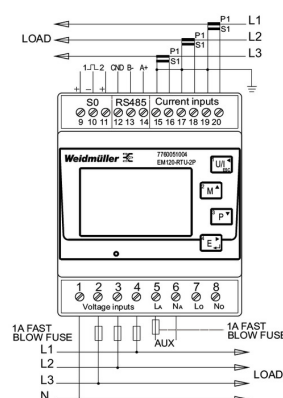 P1 L1
S1
P1 L2
LOAD S1
P1 L3
S1
1 2 GND B- A+
+ - +
S0 RS485 Current inputs
9 10 11 12 13 14 15 16 17 18 19 20
Weidmüller 7760051004
EM120-RTU-2P
U/I
ESC
M
P
E
1 2 3 4 5 6 7 8
Voltage inputs LA NA Lo No
1A FAST
BLOW FUSE
AUX
1A FAST
BLOW FUSE
L1
L2
L3
LOAD
N